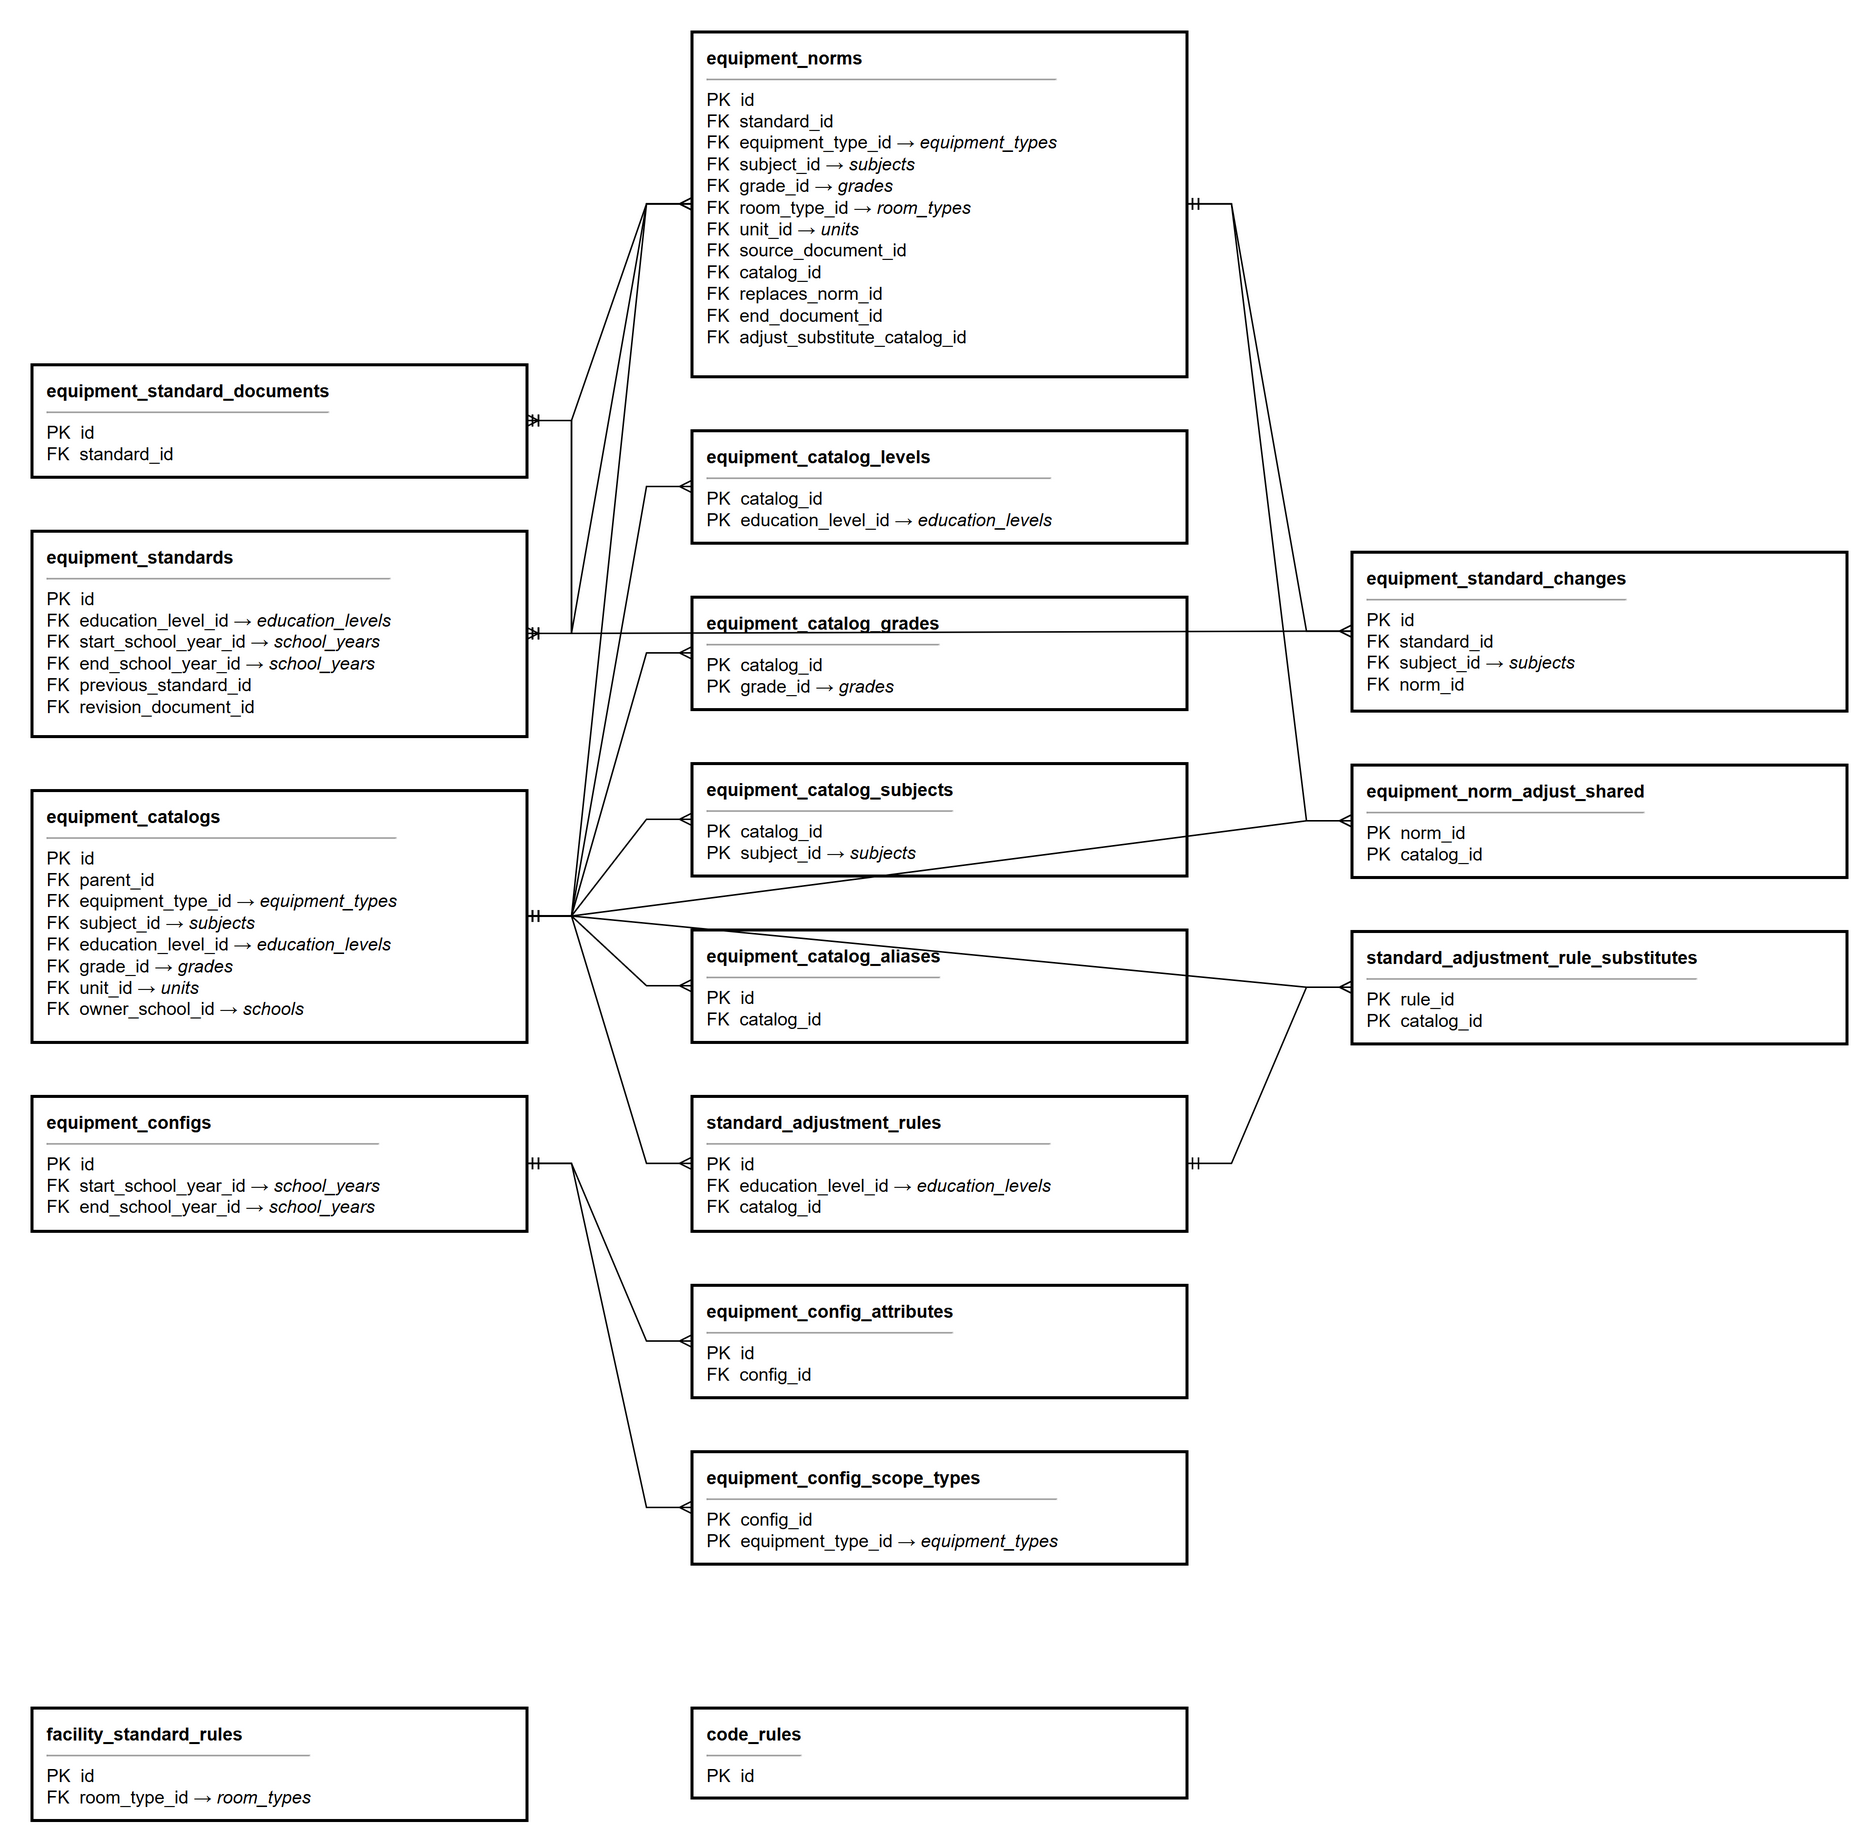 equipment_norms
PK id
FK standard_id
FK equipment_type_id → equipment_types
FK subject_id → subjects
FK grade_id → grades
FK room_type_id → room_types
FK unit_id → units
FK source_document_id
FK catalog_id
FK replaces_norm_id
FK end_document_id
FK adjust_substitute_catalog_id
equipment_standard_documents
PK id
FK standard_id
equipment_catalog_levels
PK catalog_id
PK education_level_id → education_levels
equipment_standards
PK id
FK education_level_id → education_levels
FK start_school_year_id → school_years
FK end_school_year_id → school_years
FK previous_standard_id
FK revision_document_id
equipment_catalog_grades
PK catalog_id
PK grade_id → grades
equipment_standard_changes
PK id
FK standard_id
FK subject_id → subjects
FK norm_id
equipment_catalogs
PK id
FK parent_id
FK equipment_type_id → equipment_types
FK subject_id → subjects
FK education_level_id → education_levels
FK grade_id → grades
FK unit_id → units
FK owner_school_id → schools
equipment_catalog_subjects
PK catalog_id
PK subject_id → subjects
equipment_norm_adjust_shared
PK norm_id
PK catalog_id
equipment_catalog_aliases
PK id
FK catalog_id
standard_adjustment_rule_substitutes
PK rule_id
PK catalog_id
equipment_configs
PK id
FK start_school_year_id → school_years
FK end_school_year_id → school_years
standard_adjustment_rules
PK id
FK education_level_id → education_levels
FK catalog_id
equipment_config_attributes
PK id
FK config_id
equipment_config_scope_types
PK config_id
PK equipment_type_id → equipment_types
facility_standard_rules
PK id
FK room_type_id → room_types
code_rules
PK id